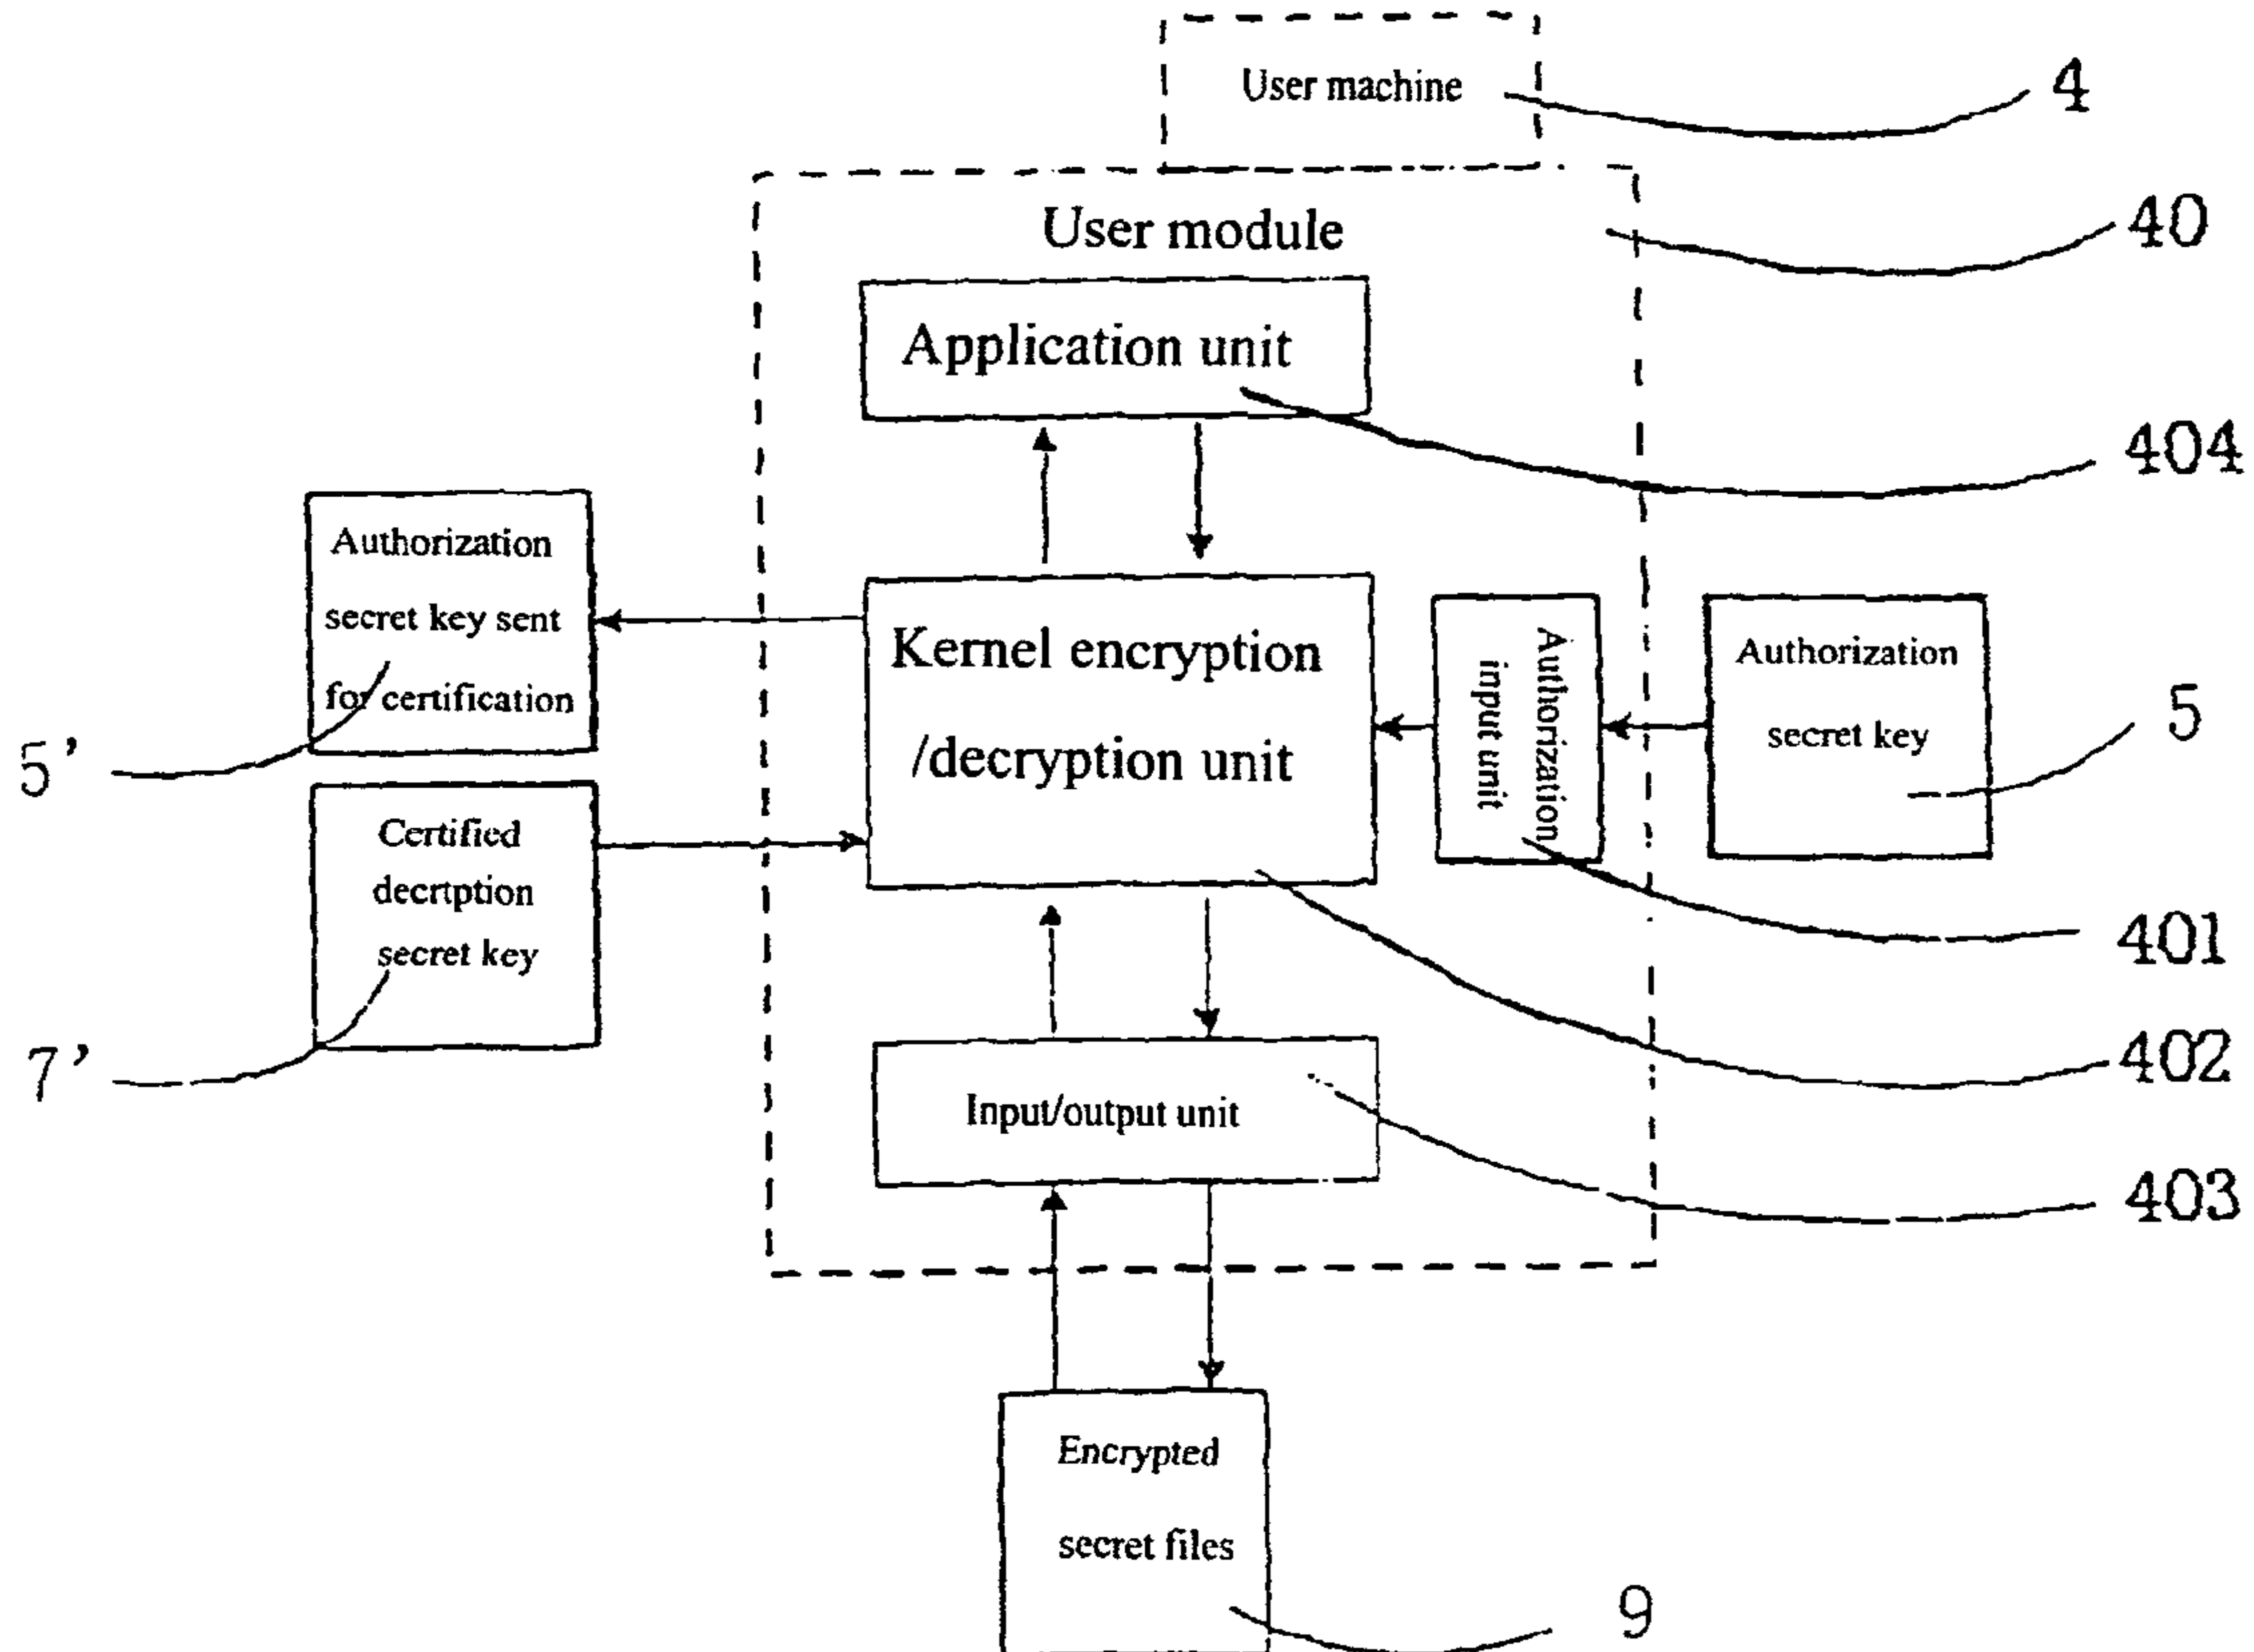 User machine
4
User module
40
Application unit
404
Authorization
secret key sent
for certification
5’
Kernel encryption
/decryption unit
402
Authorization
input unit
401
Authorization
secret key
5
Certified
decrtption
secret key
7’
Input/output unit
403
Encrypted
secret files
9